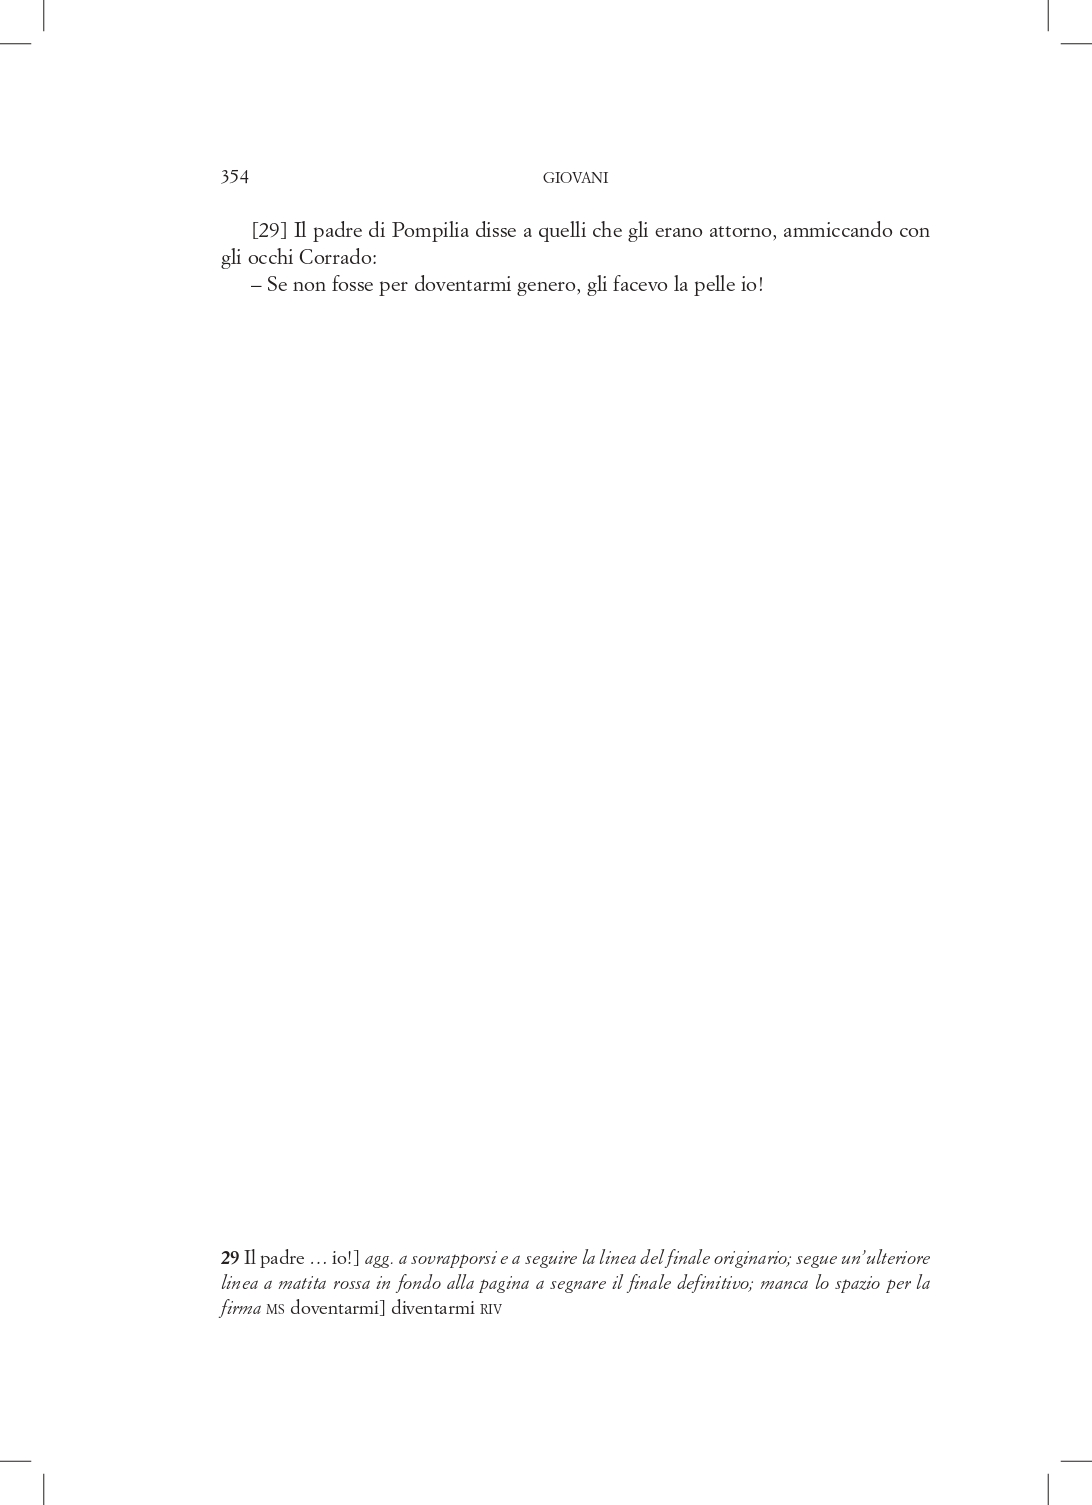 354
GIOVANI
[29] Il padre di Pompilia disse a quelli che gli erano attorno, ammiccando con
gli occhi Corrado:
– Se non fosse per doventarmi genero, gli facevo la pelle io!
29 Il padre … io!] agg. a sovrapporsi e a seguire la linea del finale originario; segue un’ulteriore
linea a matita rossa in fondo alla pagina a segnare il finale definitivo; manca lo spazio per la
firma MS doventarmi] diventarmi RIV